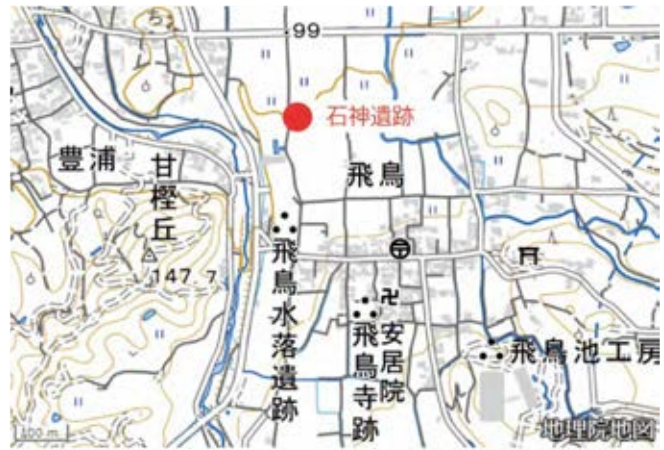 99
石神遺跡
豊浦
甘樫丘
147.7
飛鳥
飛鳥水落遺跡
卍安居院
飛鳥寺跡
飛鳥池工房
100 m
地理院地図